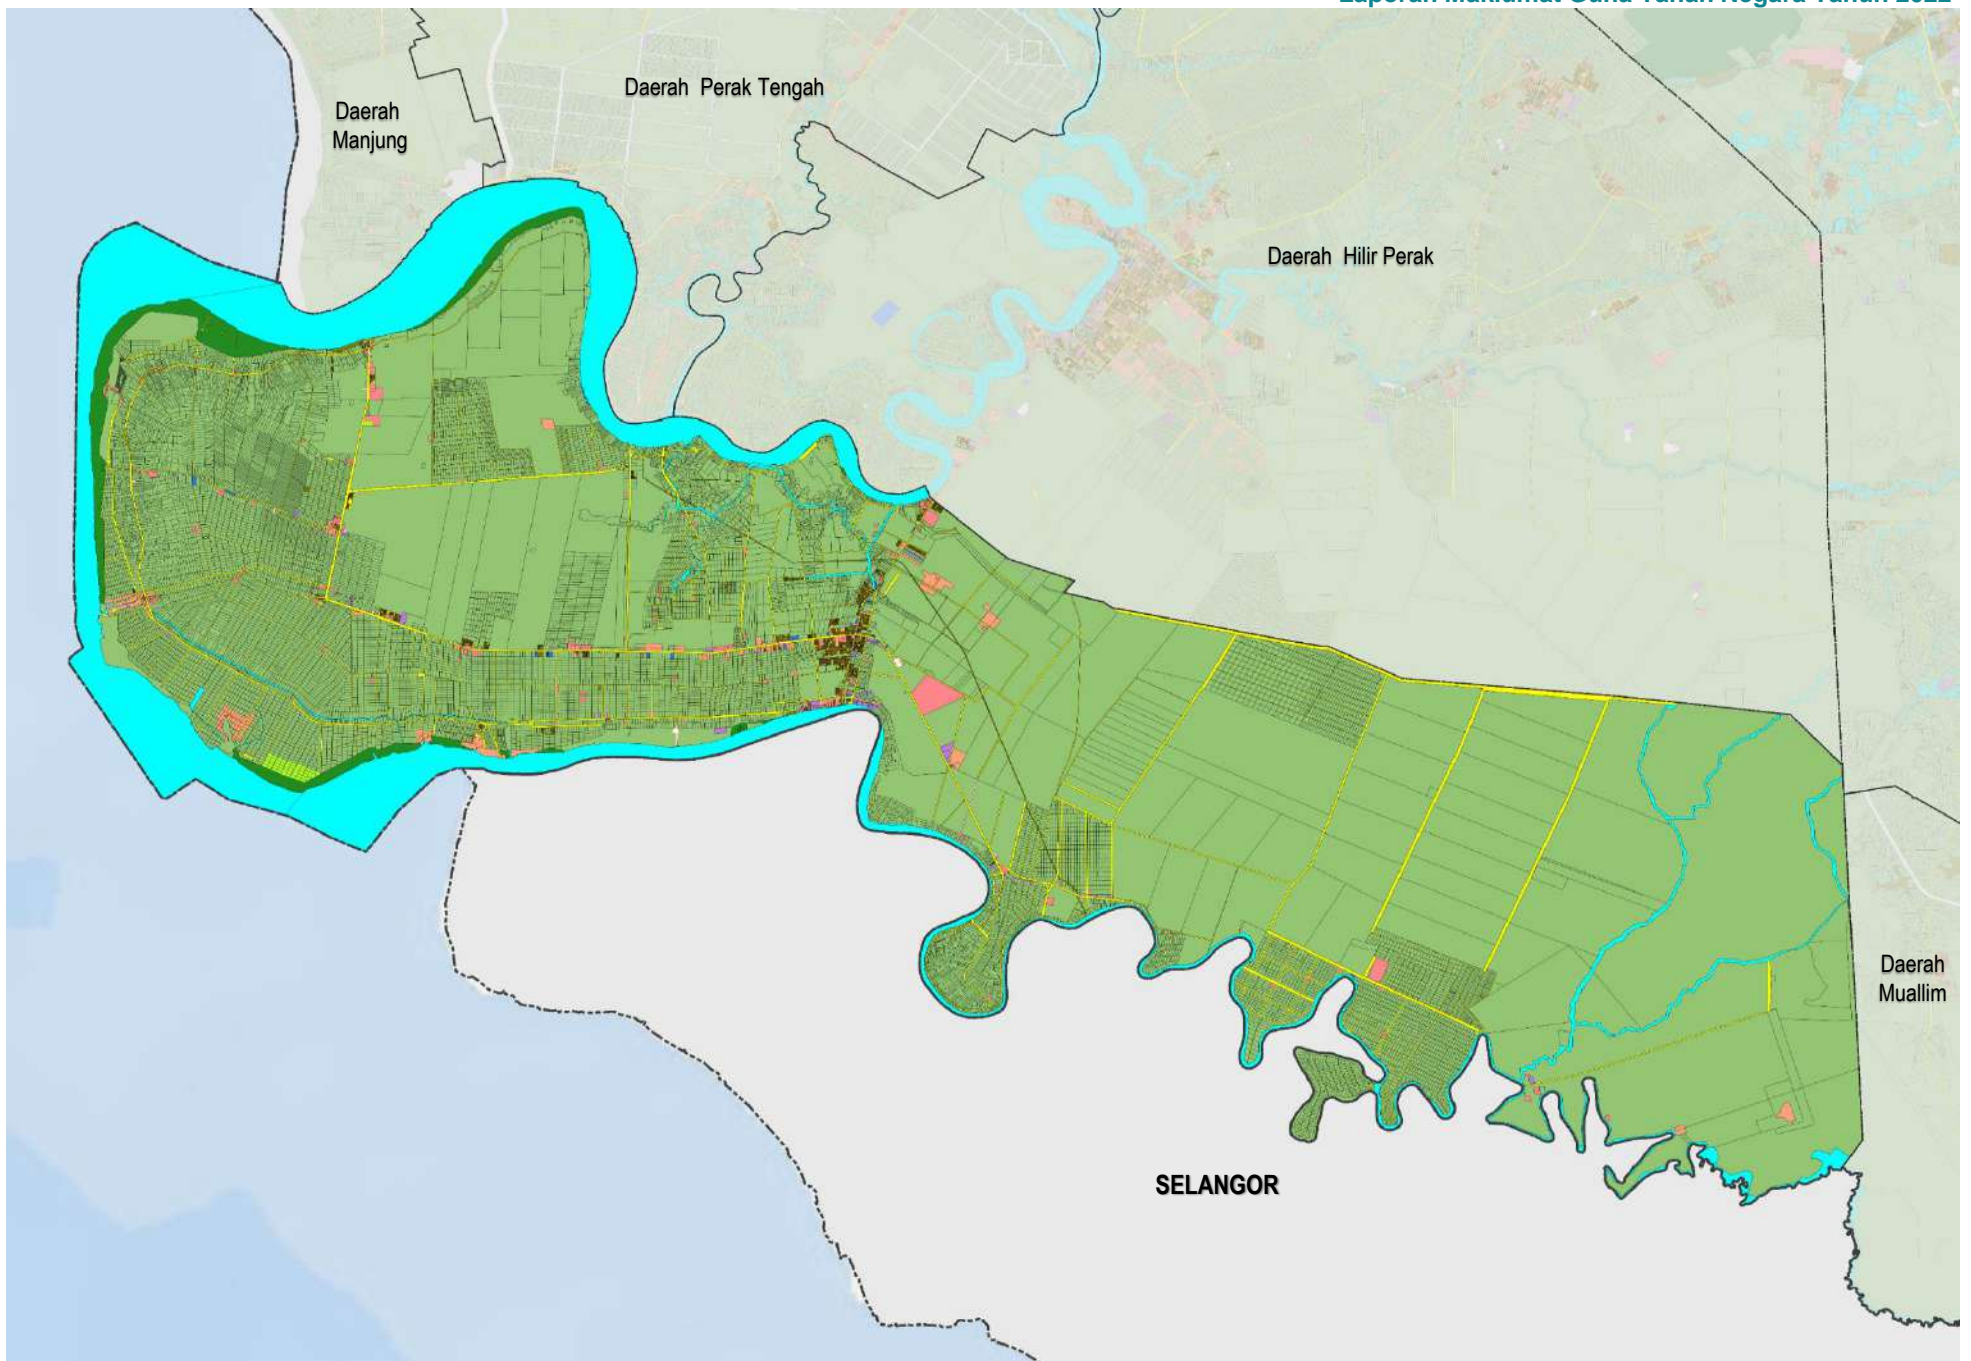 Laporan Maklumat Guna Tanah Negara Tahun 2022
Daerah Perak Tengah
Daerah
Manjung
Daerah Hilir Perak
Daerah
Muallim
SELANGOR